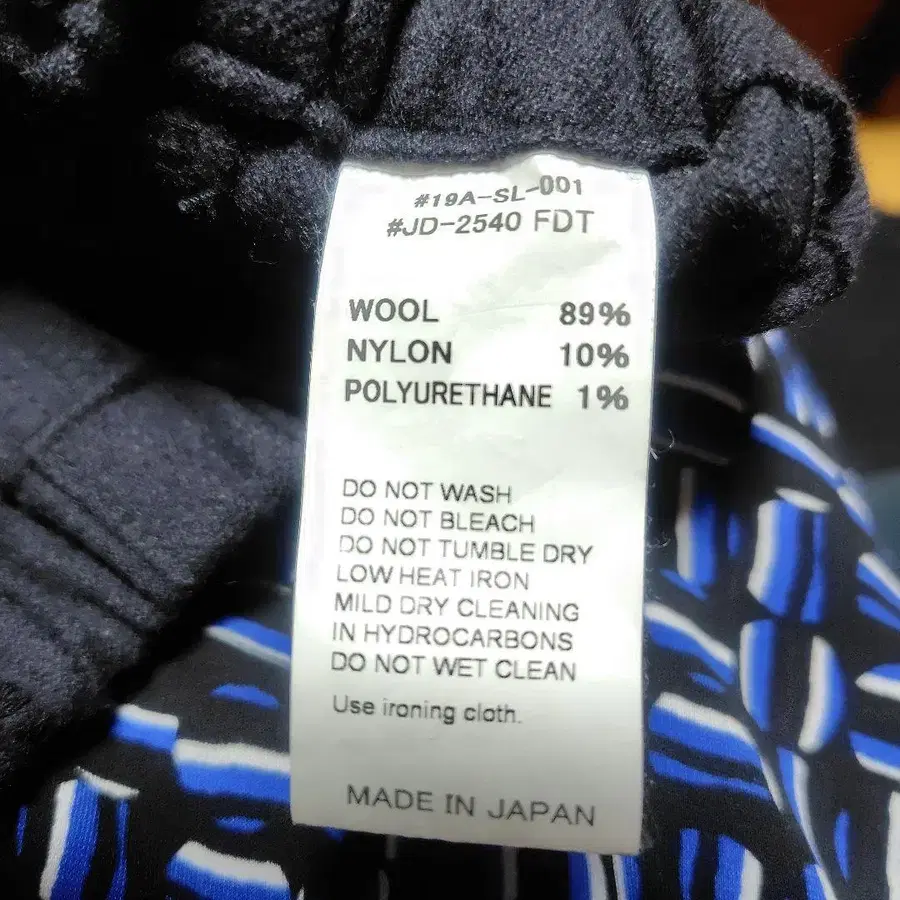 #19A-SL-001
#JD-2540 FDT
WOOL 89%
NYLON 10%
POLYURETHANE 1%
DO NOT WASH
DO NOT BLEACH
DO NOT TUMBLE DRY
LOW HEAT IRON
MILD DRY CLEANING
IN HYDROCARBONS
DO NOT WET CLEAN
Use ironing cloth.
MADE IN JAPAN